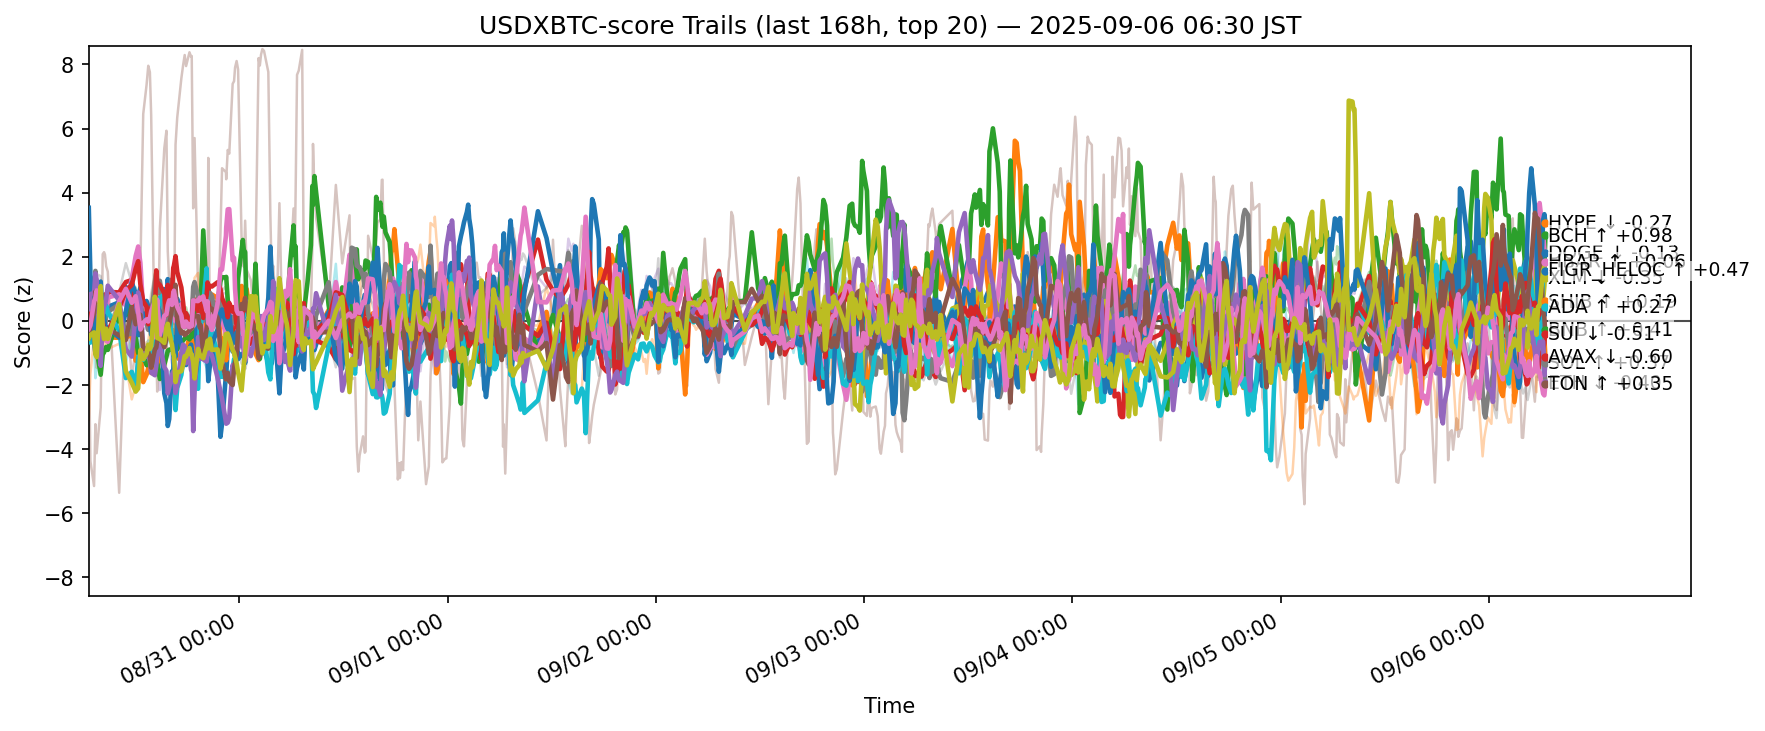 USDXBTC-score Trails (last 168h, top 20) — 2025-09-06 06:30 JST
Score (z)
8
6
4
2
0
−2
−4
−6
−8
HYPE ↓ -0.27
BCH ↑ +0.98
DOGE ↓ -0.13
FIGR_HELOC ↑ +0.47
ADA ↑ +0.27
SUI ↓ -0.51
AVAX ↓ -0.60
TON ↑ +0.35
08/31 00:00
09/01 00:00
09/02 00:00
09/03 00:00
09/04 00:00
09/05 00:00
09/06 00:00
Time